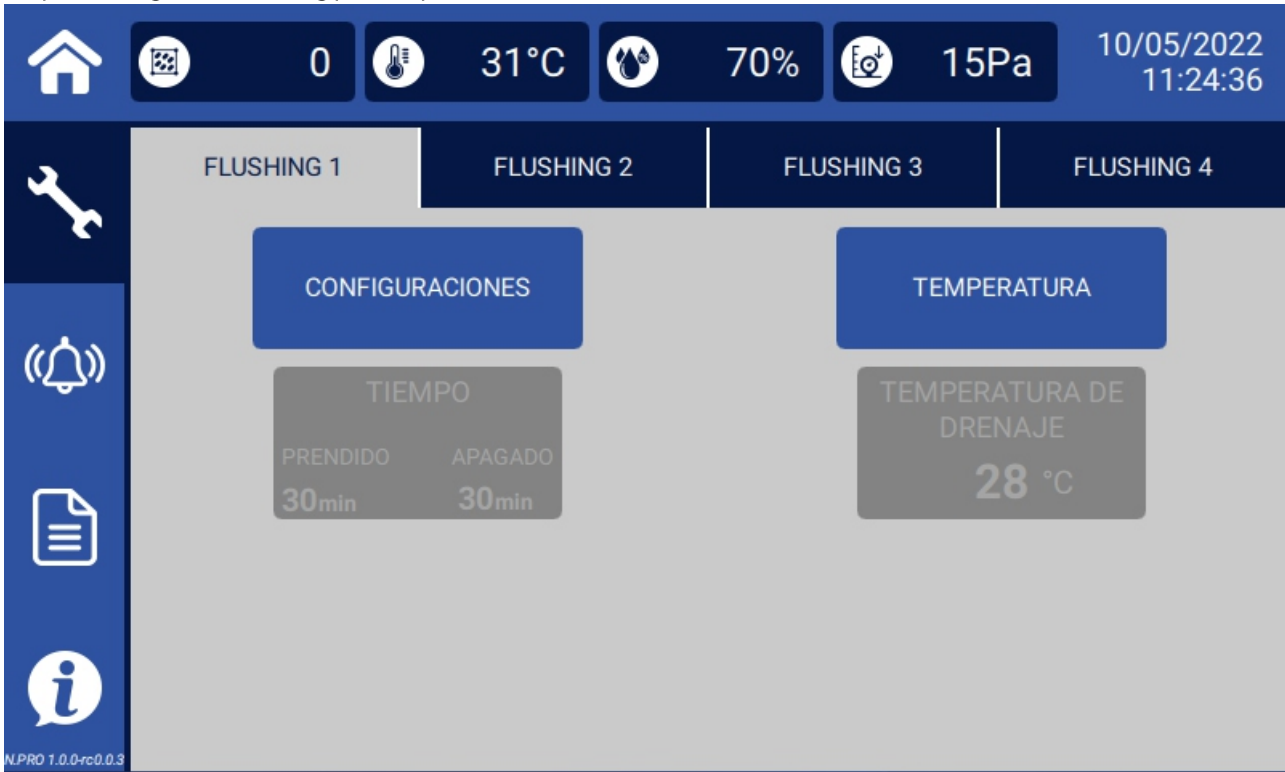 0 31°C 70% 15Pa 10/05/2022
11:24:36
FLUSHING 1 FLUSHING 2 FLUSHING 3 FLUSHING 4
CONFIGURACIONES TEMPERATURA
TIEMPO
PRENDIDO APAGADO
30min 30min
TEMPERATURA DE
DRENAJE
28 °C
N.PRO 1.0.0-rc0.0.3